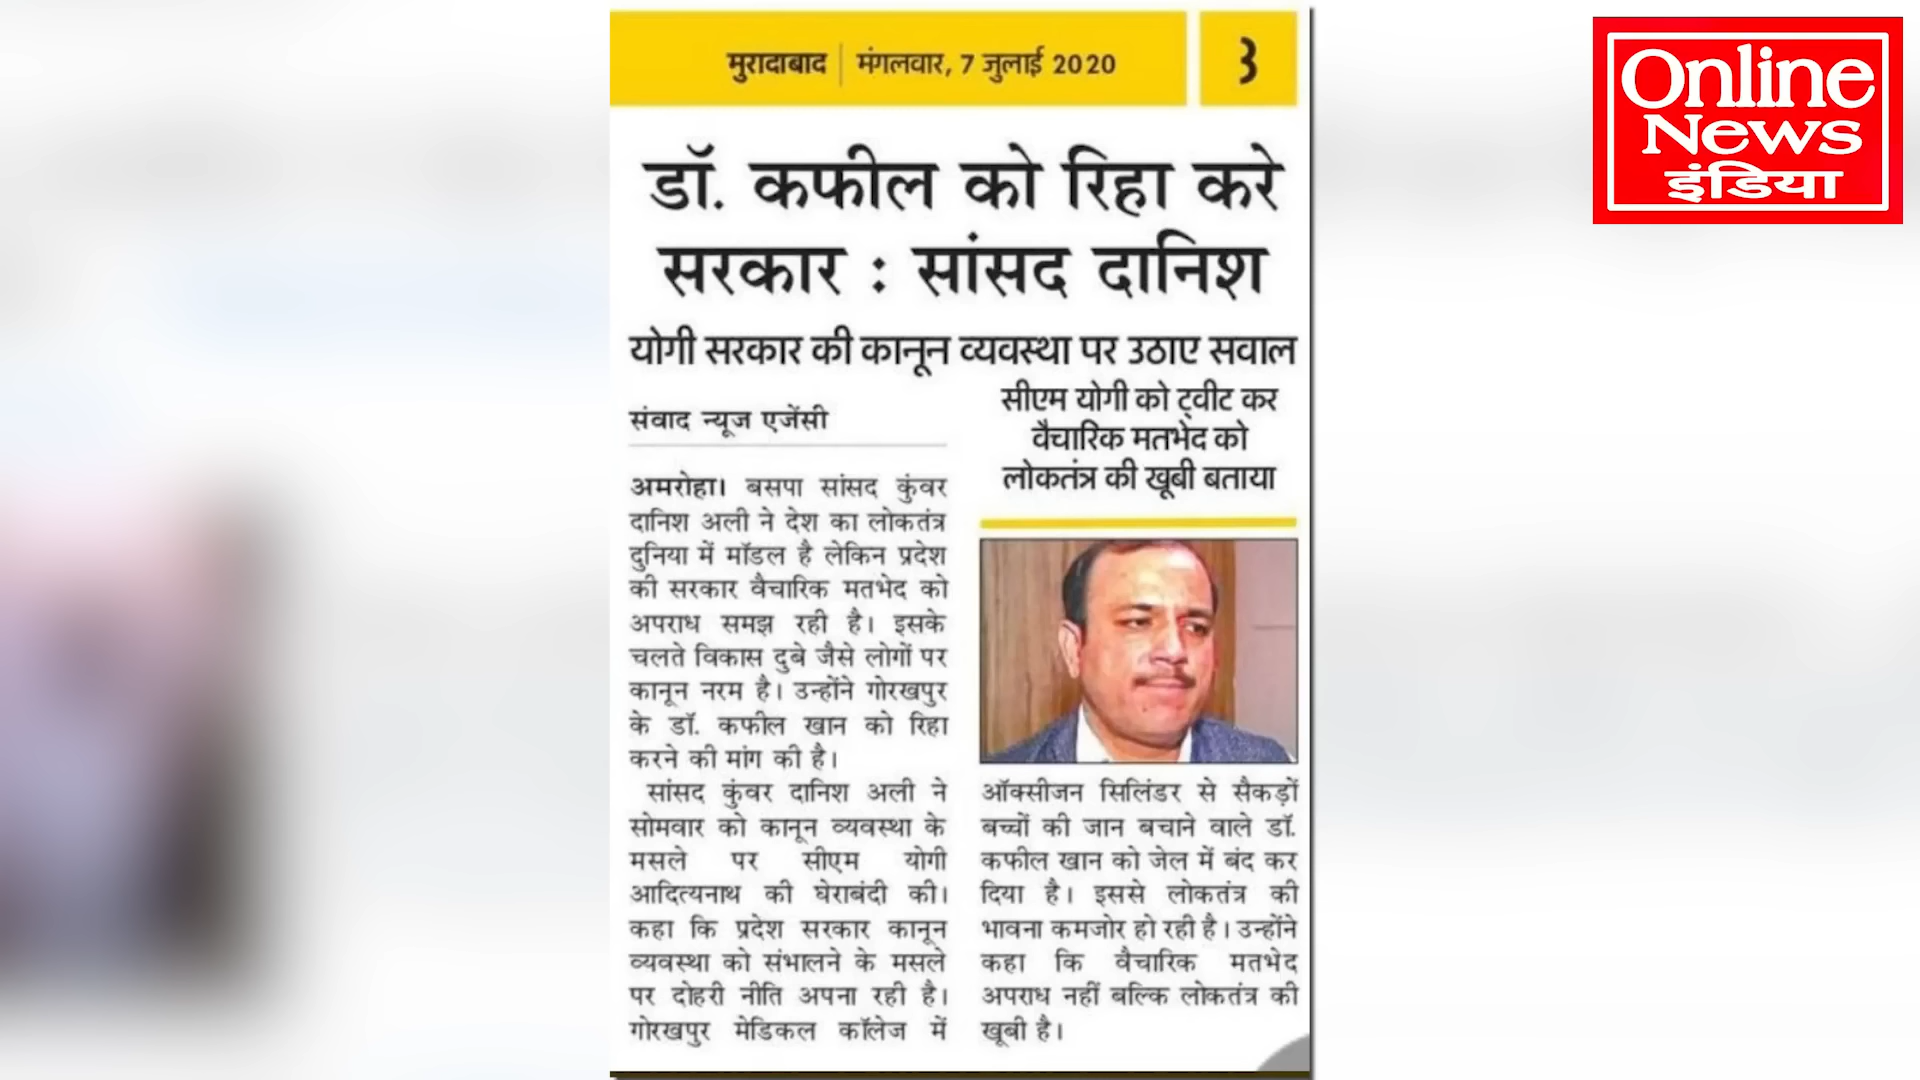 मुरादाबाद | मंगलवार, 7 जुलाई 2020
३
डॉ. कफील को रिहा करे
सरकार : सांसद दानिश
योगी सरकार की कानून व्यवस्था पर उठाए सवाल
संवाद न्यूज एजेंसी
अमरोहा। बसपा सांसद कुंवर
दानिश अली ने देश का लोकतंत्र
दुनिया में मॉडल है लेकिन प्रदेश
की सरकार वैचारिक मतभेद को
अपराध समझ रही है। इसके
चलते विकास दुबे जैसे लोगों पर
कानून नरम है। उन्होंने गोरखपुर
के डॉ. कफील खान को रिहा
करने की मांग की है।
सांसद कुंवर दानिश अली ने
सोमवार को कानून व्यवस्था के
मसले पर सीएम योगी
आदित्यनाथ की घेराबंदी की।
कहा कि प्रदेश सरकार कानून
व्यवस्था को संभालने के मसले
पर दोहरी नीति अपना रही है।
गोरखपुर मेडिकल कॉलेज में
सीएम योगी को ट्वीट कर
वैचारिक मतभेद को
लोकतंत्र की खूबी बताया
ऑक्सीजन सिलिंडर से सैकड़ों
बच्चों की जान बचाने वाले डॉ.
कफील खान को जेल में बंद कर
दिया है। इससे लोकतंत्र की
भावना कमजोर हो रही है। उन्होंने
कहा कि वैचारिक मतभेद
अपराध नहीं बल्कि लोकतंत्र की
खूबी है।
Online
News
इंडिया